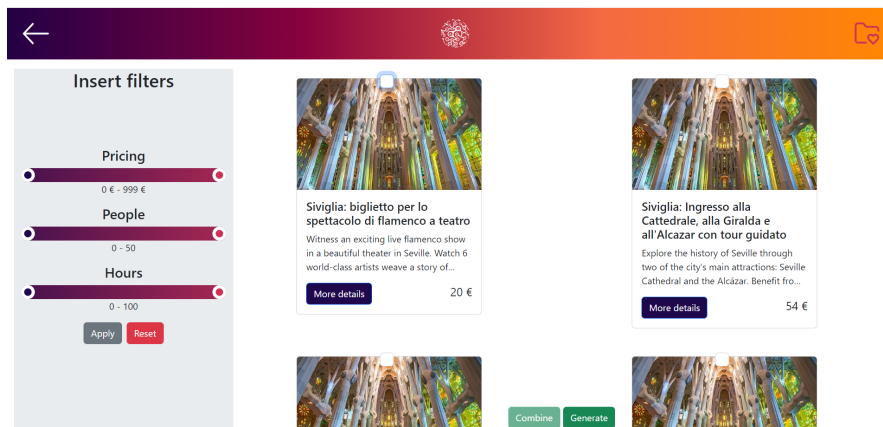 Insert filters
Pricing
0 € - 999 €
People
0 - 50
Hours
0 - 100
Apply Reset
Siviglia: biglietto per lo
spettacolo di flamenco a teatro
Witness an exciting live flamenco show
in a beautiful theater in Seville. Watch 6
world-class artists weave a story of...
More details 20 €
Siviglia: Ingresso alla
Cattedrale, alla Giralda e
all'Alcazar con tour guidato
Explore the history of Seville through
two of the city's main attractions: Seville
Cathedral and the Alcázar. Benefit fro...
More details 54 €
Combine Generate